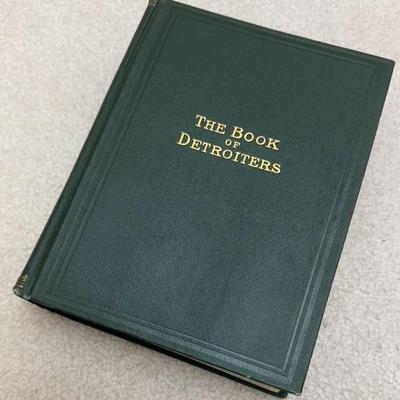 THE BOOK
OF
DETROITERS